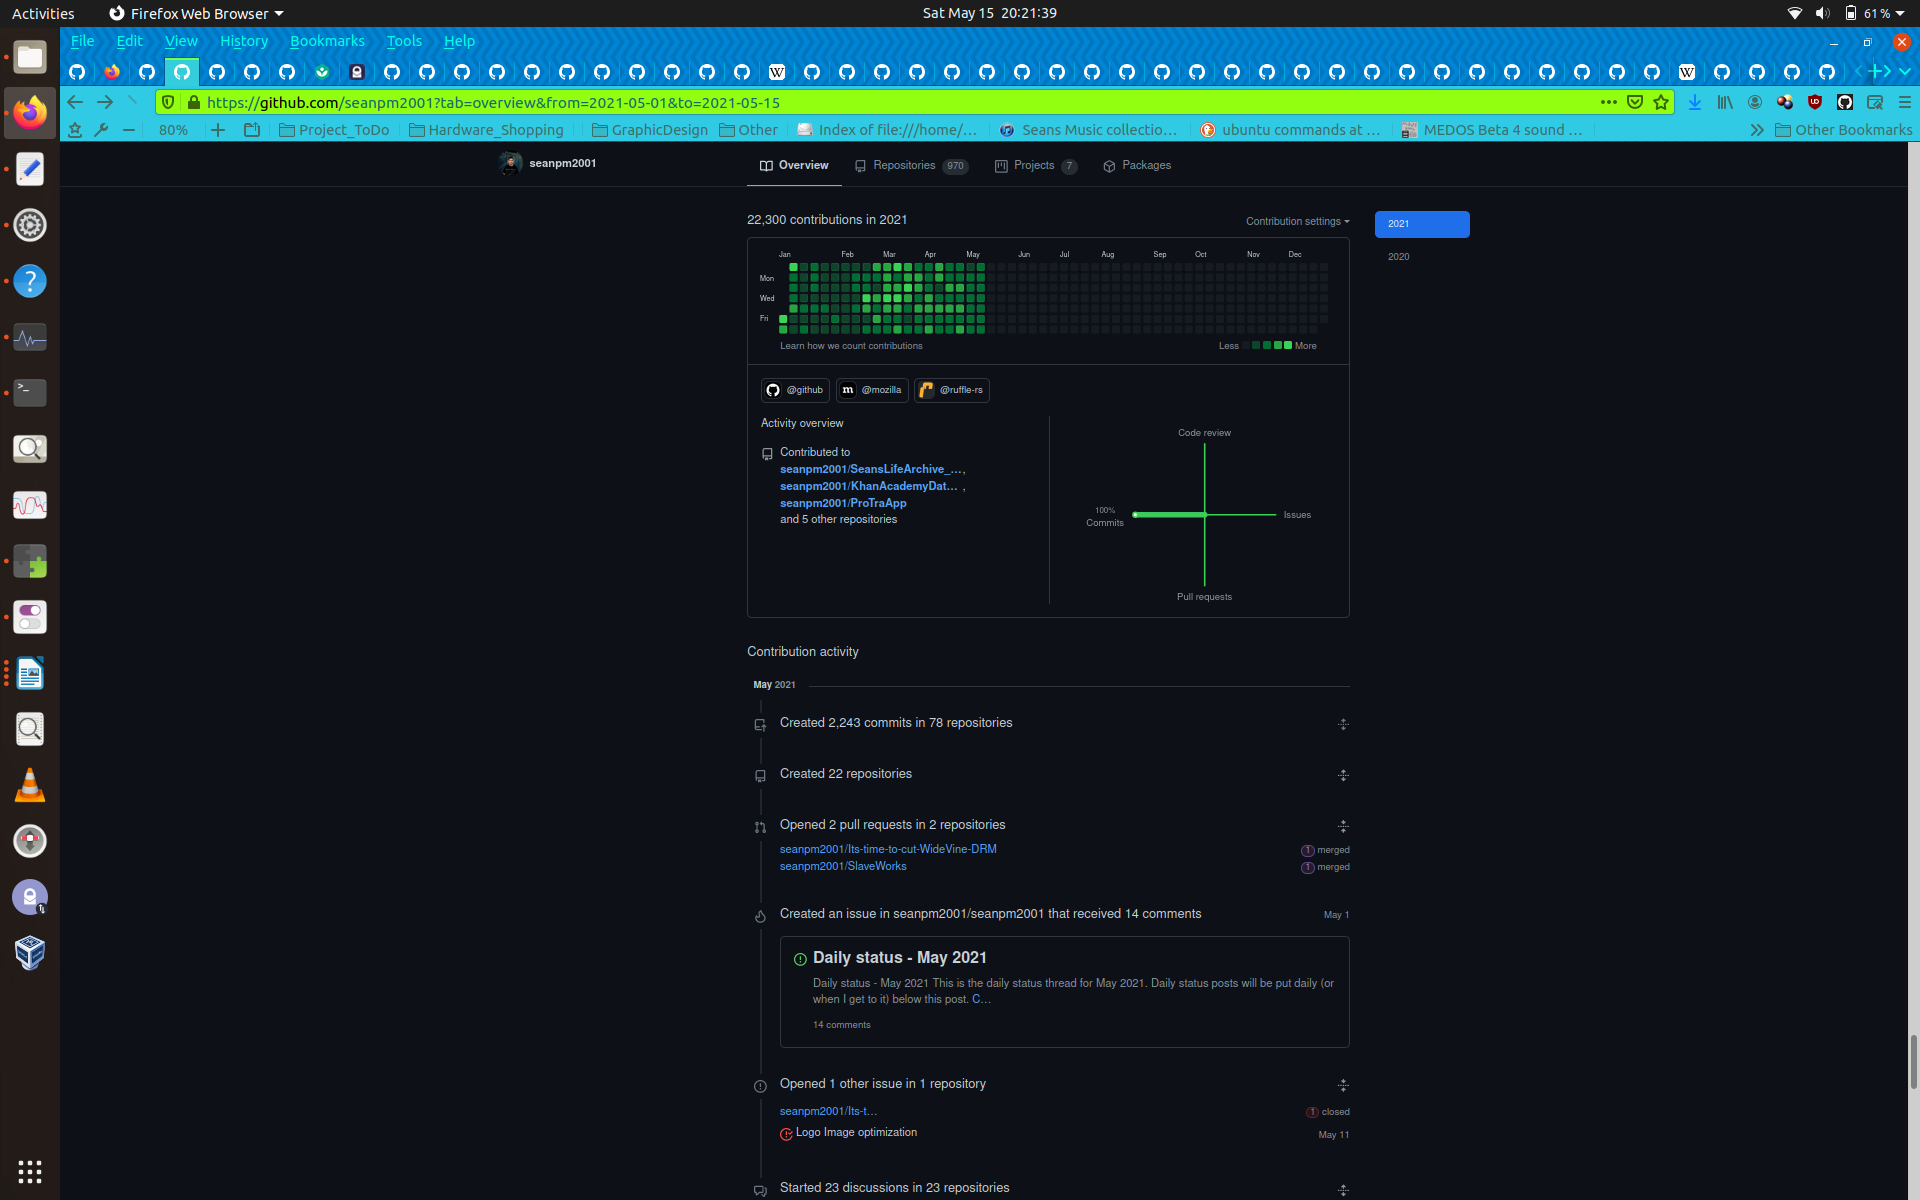 Activities Firefox Web Browser Sat May 15 20:21:39 61 %
File Edit View History Bookmarks Tools Help
https://github.com/seanpm2001?tab=overview&from=2021-05-01&to=2021-05-15
80% Project_ToDo Hardware_Shopping GraphicDesign Other Index of file:///home/… Seans Music collectio… ubuntu commands at … MEDOS Beta 4 sound … Other Bookmarks
seanpm2001 Overview Repositories 970 Projects 7 Packages
22,300 contributions in 2021 Contribution settings 2021
2020
Jan Feb Mar Apr May Jun Jul Aug Sep Oct Nov Dec
Mon
Wed
Fri
Learn how we count contributions Less More
@github @mozilla @ruffle-rs
Activity overview
Code review
Contributed to
seanpm2001/SeansLifeArchive_…,
seanpm2001/KhanAcademyDat… ,
seanpm2001/ProTraApp
and 5 other repositories
100%
Commits
Issues
Pull requests
Contribution activity
May 2021
Created 2,243 commits in 78 repositories
Created 22 repositories
Opened 2 pull requests in 2 repositories
seanpm2001/Its-time-to-cut-WideVine-DRM 1 merged
seanpm2001/SlaveWorks 1 merged
Created an issue in seanpm2001/seanpm2001 that received 14 comments May 1
Daily status - May 2021
Daily status - May 2021 This is the daily status thread for May 2021. Daily status posts will be put daily (or
when I get to it) below this post. C…
14 comments
Opened 1 other issue in 1 repository
seanpm2001/Its-t… 1 closed
Logo Image optimization May 11
Started 23 discussions in 23 repositories